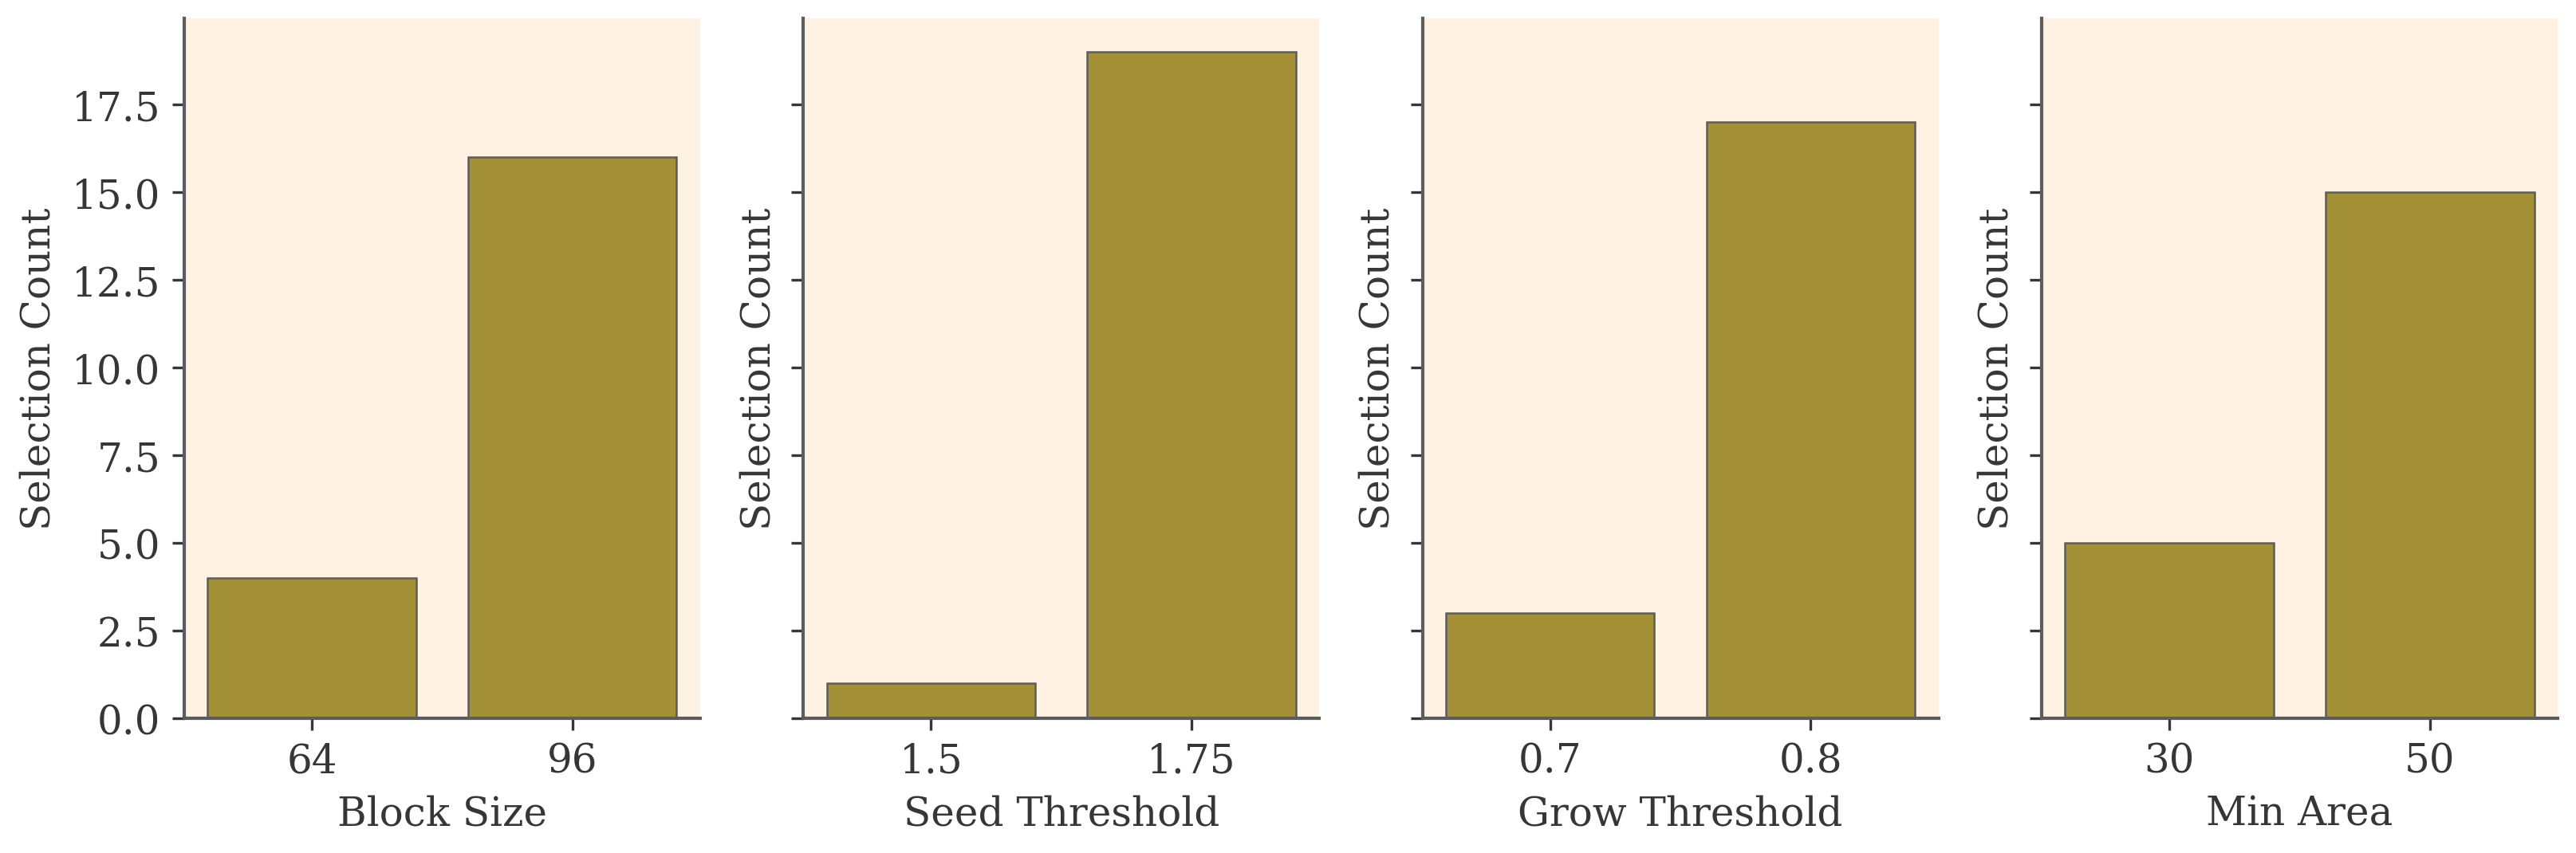 Selection Count
17.5
15.0
12.5
10.0
7.5
5.0
2.5
0.0
64 96
Block Size
Selection Count
1.5 1.75
Seed Threshold
Selection Count
0.7 0.8
Grow Threshold
Selection Count
30 50
Min Area